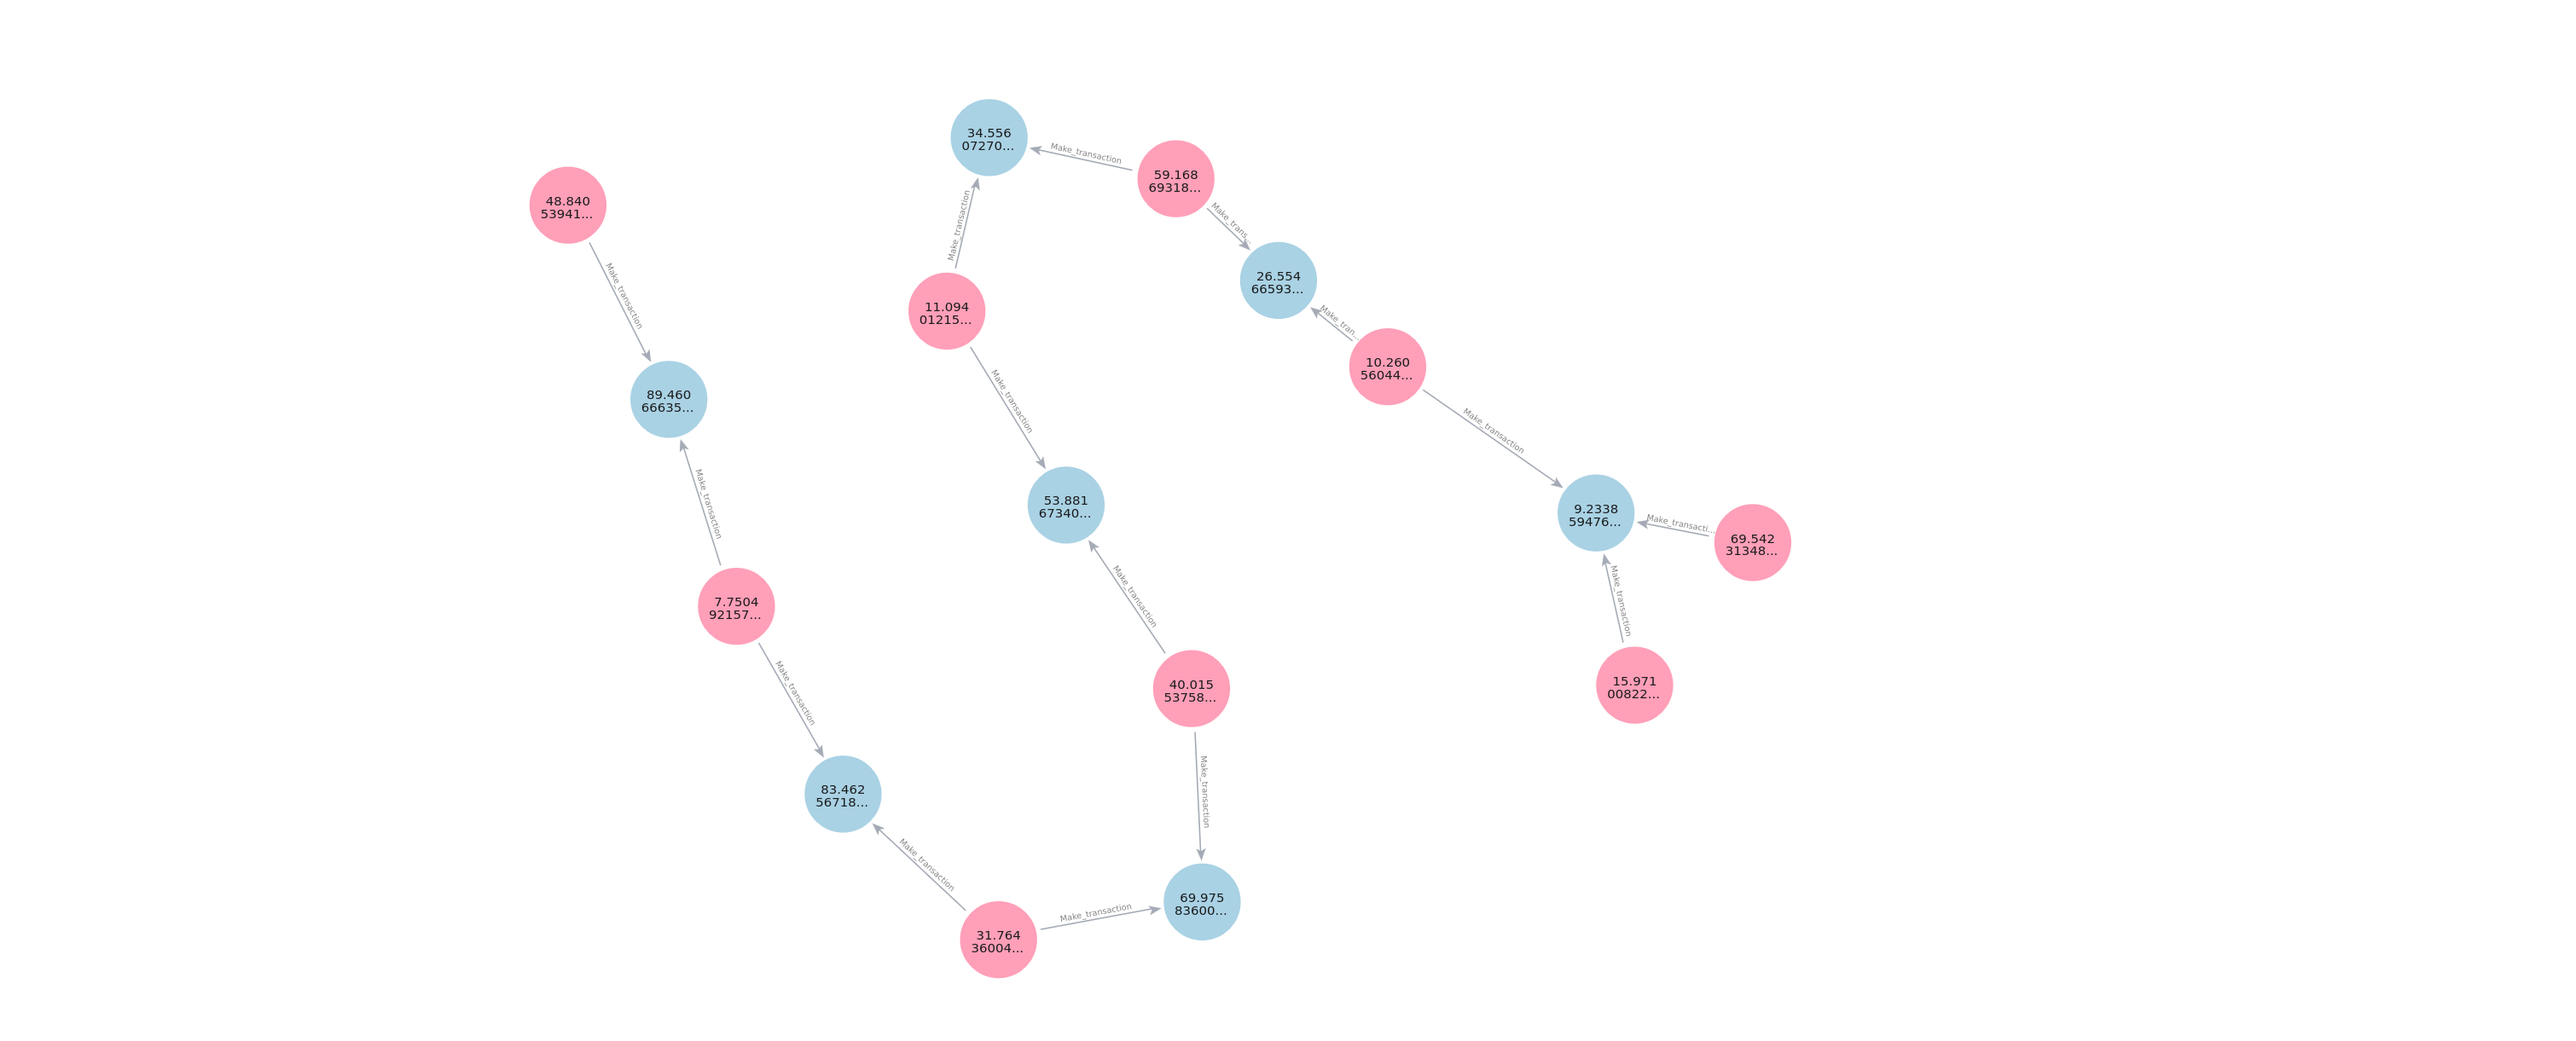 34.556
07270...
Make_transaction
59.168
69318...
48.840
53941...
Make_transaction
Make_trans...
26.554
66593...
Make_transaction
11.094
01215...
Make_tran...
10.260
56044...
89.460
66635...
Make_transaction
Make_transaction
53.881
67340...
Make_transaction
9.2338
59476...
Make_transacti...
69.542
31348...
Make_transaction
7.7504
92157...
Make_transaction
Make_transaction
15.971
00822...
40.015
53758...
Make_transaction
83.462
56718...
Make_transaction
Make_transaction
69.975
83600...
Make_transaction
31.764
36004...